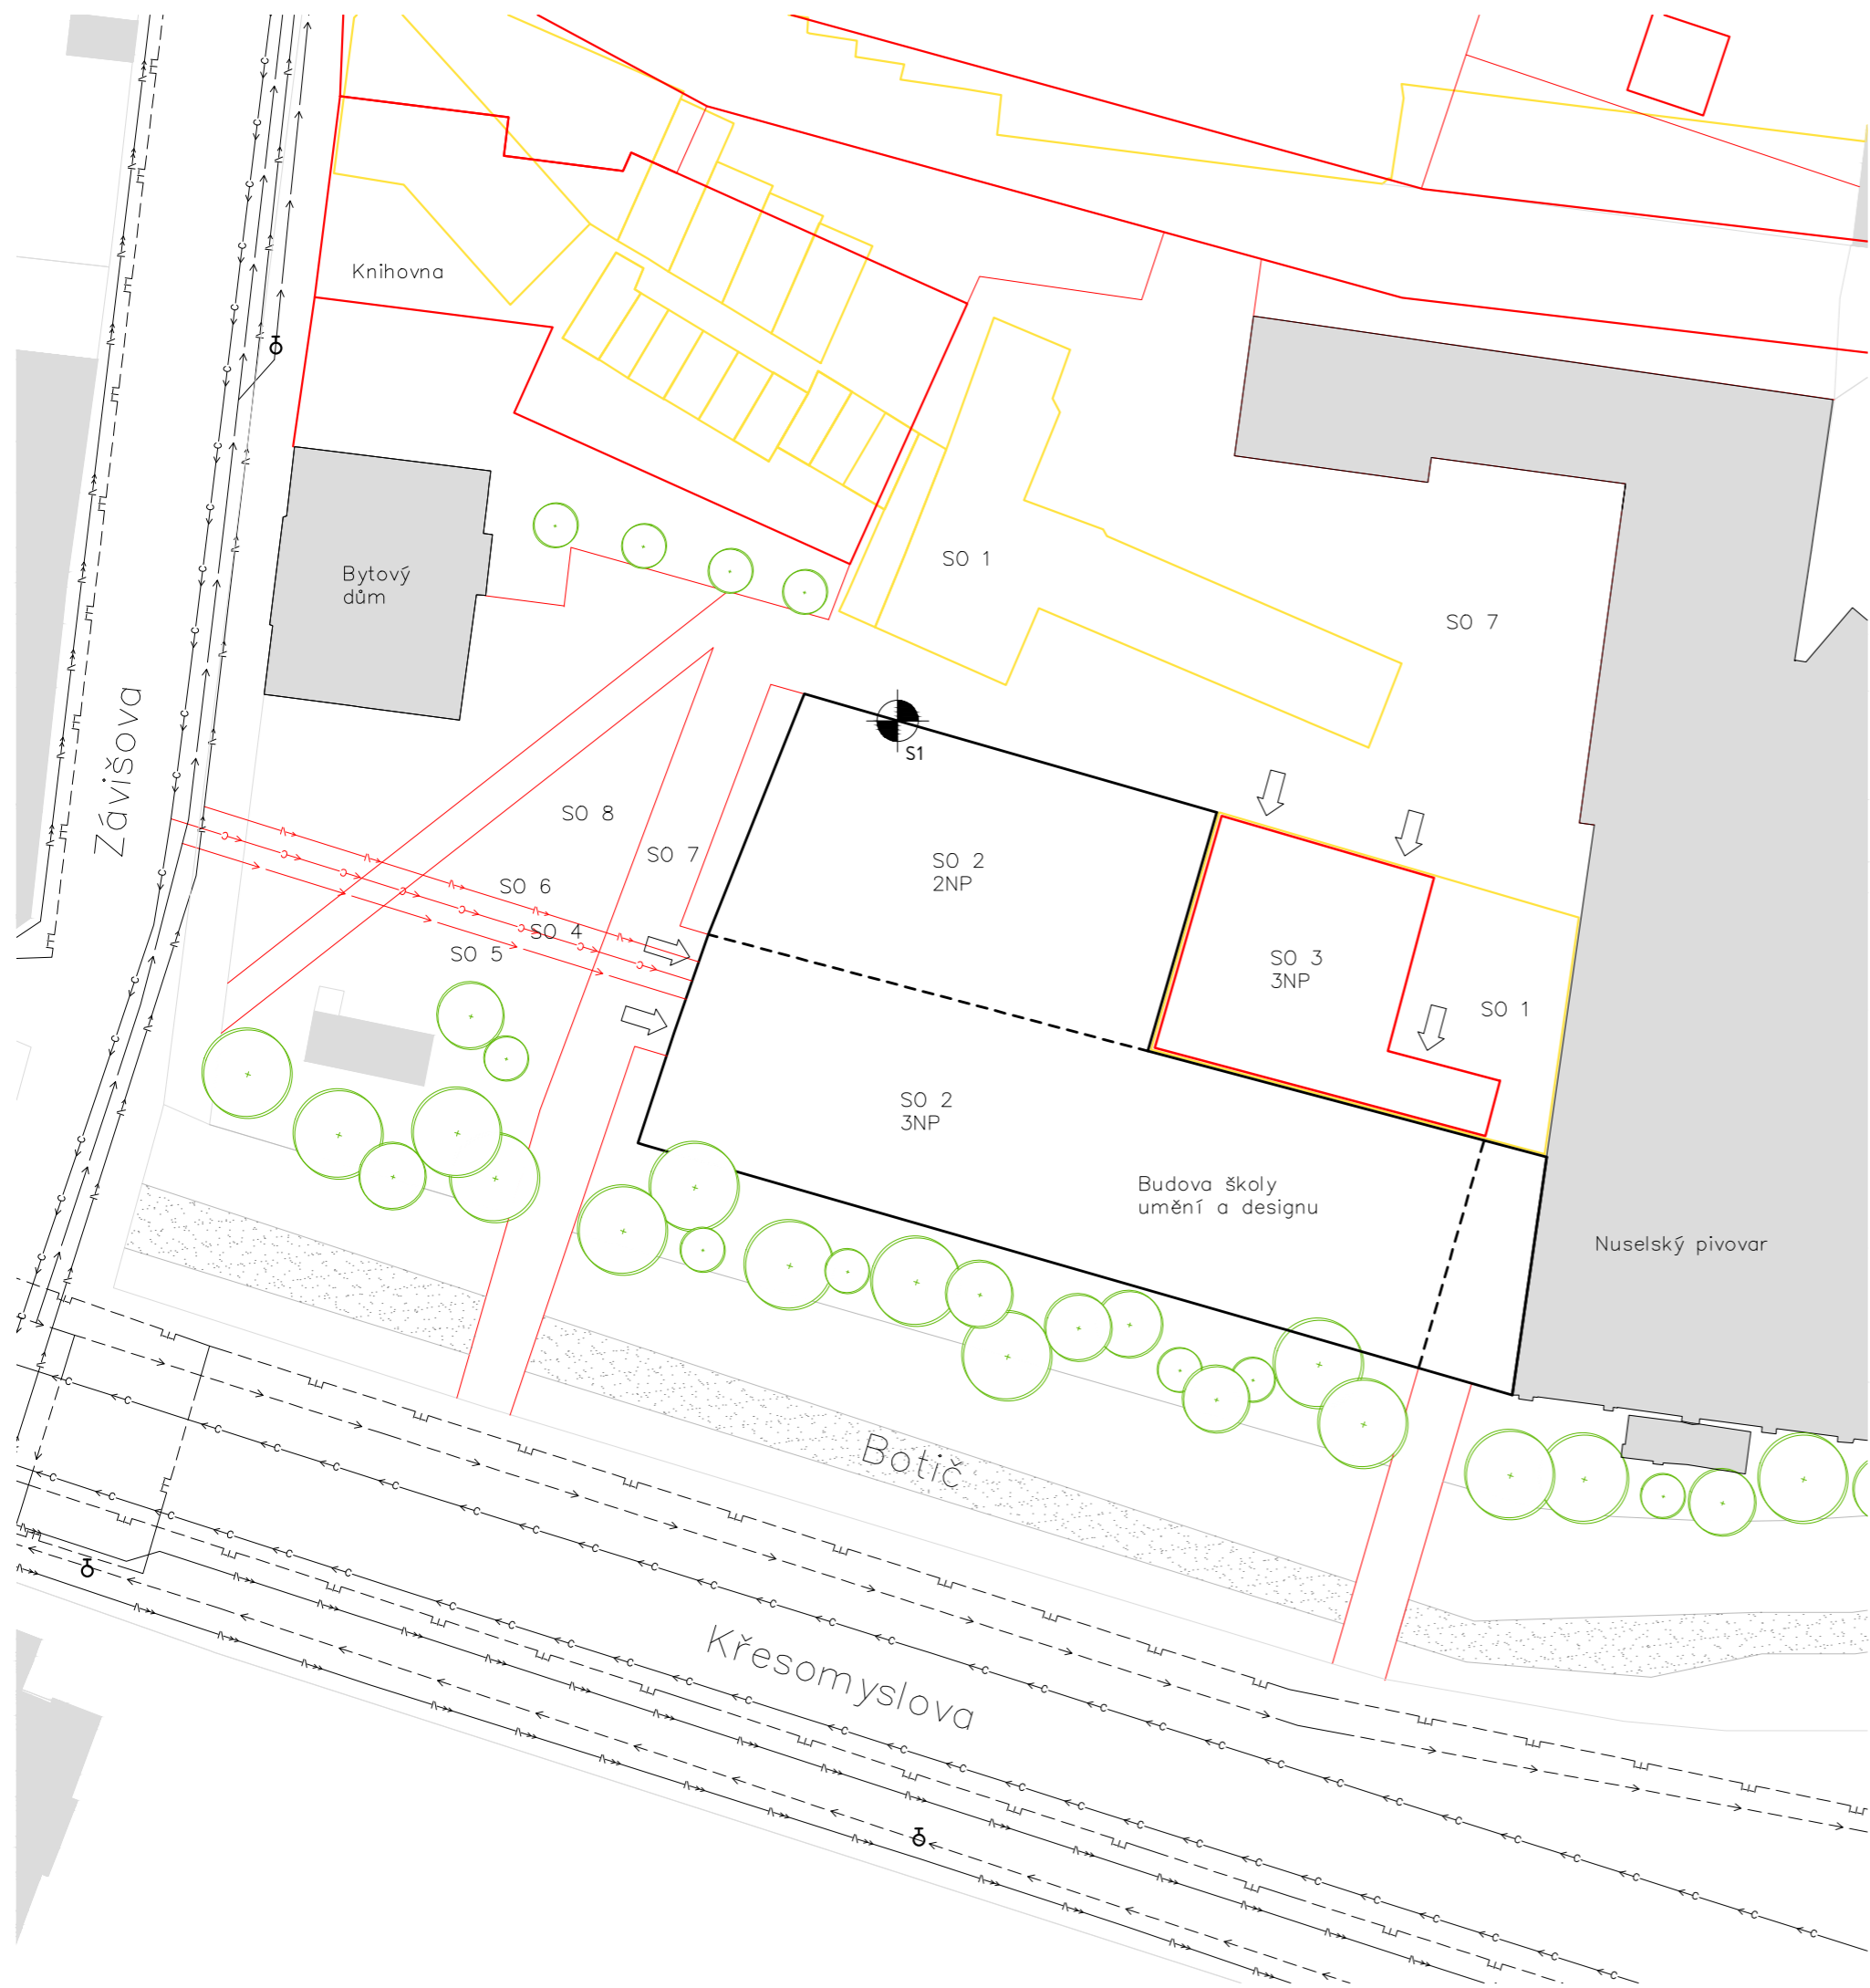 Knihovna
SO 1
Bytový
dům
SO 7
Závišova
S1
SO 8
SO 7
SO 2
2NP
SO 6
SO 4
SO 5
SO 3
3NP
SO 1
SO 2
3NP
Budova školy
umění a designu
Nuselský pivovar
Botič
Křesomyslova